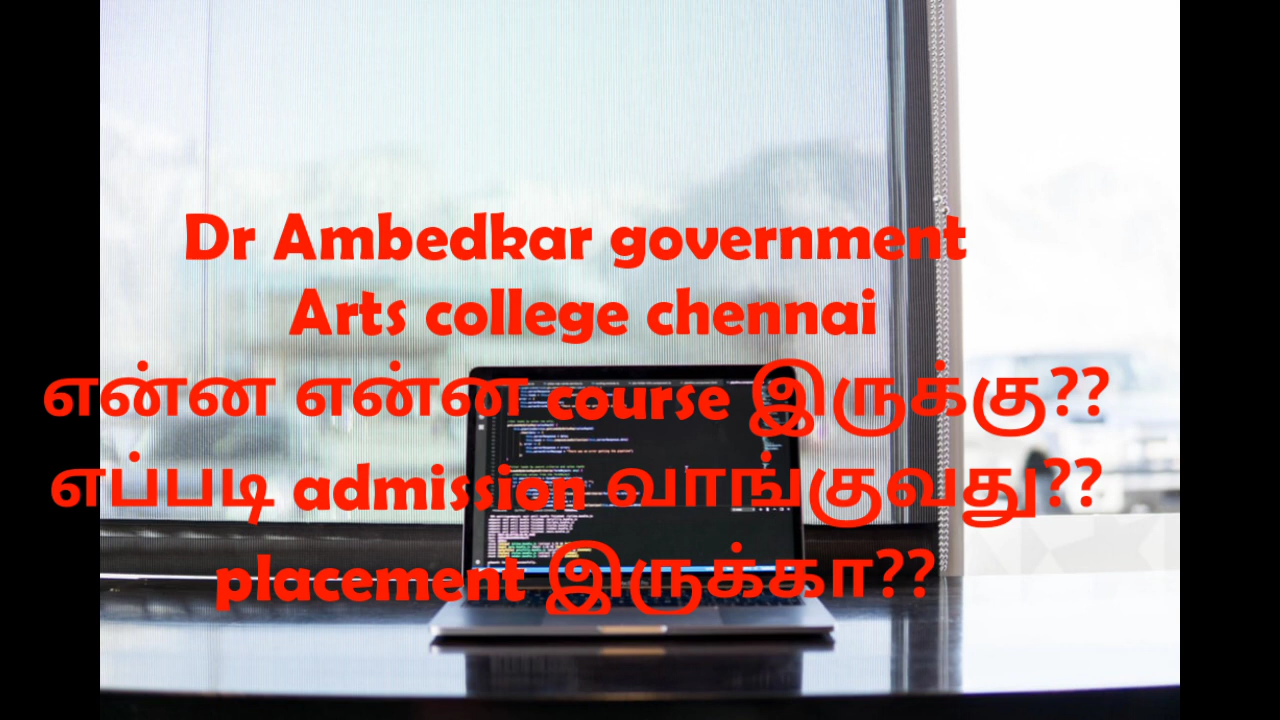 Dr Ambedkar government
Arts college chennai
என்ன என்ன course இருக்கு??
எப்படி admission வாங்குவது??
placement இருக்கா??